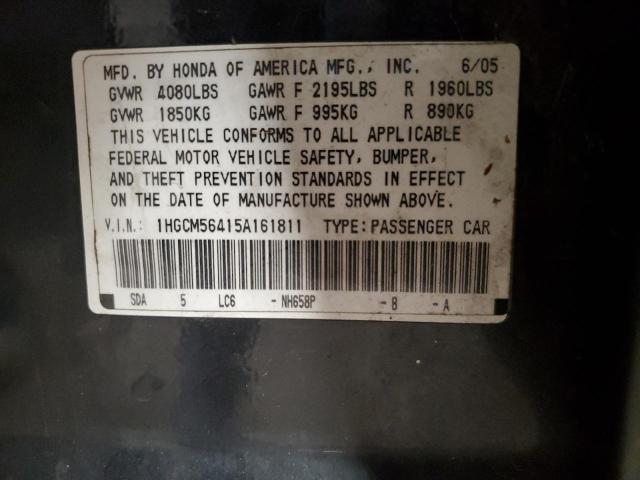 MFD. BY HONDA OF AMERICA MFG., INC. 6/05
GVWR 4080LBS GAWR F 2195LBS R 1960LBS
GVWR 1850KG GAWR F 995KG R 890KG
THIS VEHICLE CONFORMS TO ALL APPLICABLE
FEDERAL MOTOR VEHICLE SAFETY, BUMPER,
AND THEFT PREVENTION STANDARDS IN EFFECT
ON THE DATE OF MANUFACTURE SHOWN ABOVE.
V.I.N.: 1HGCM56415A161811 TYPE: PASSENGER CAR
SDA 5 LC6 - NH658P - B - A